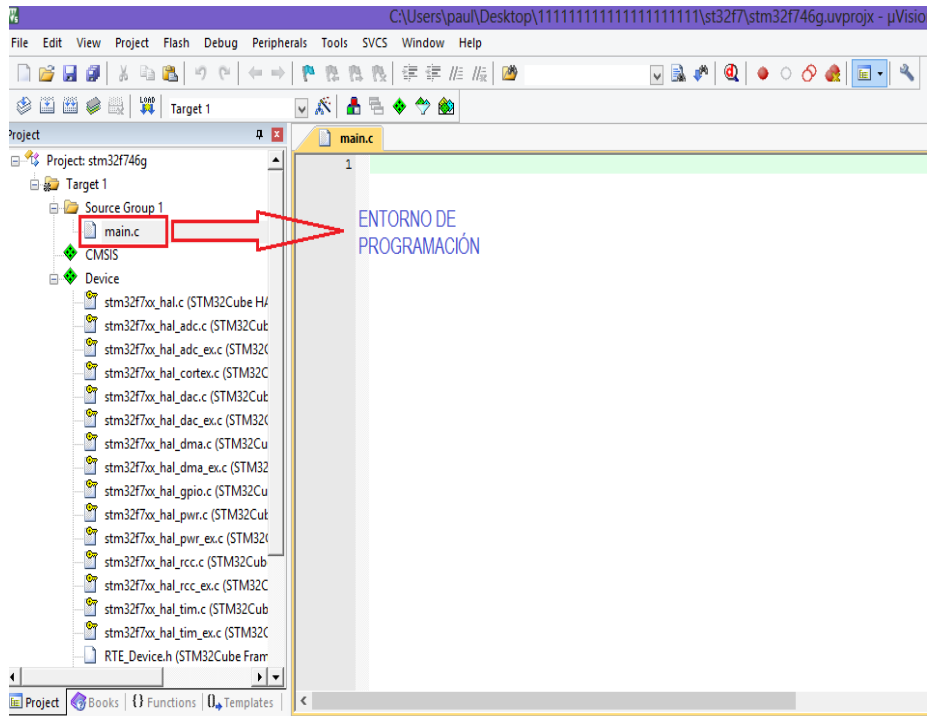 C:\Users\paul\Desktop\111111111111111111111\st32f7\stm32f746g.uvprojx - µVisio
File Edit View Project Flash Debug Peripherals Tools SVCS Window Help
LOAD Target 1
Project
main.c
Project: stm32f746g
1
Target 1
Source Group 1
main.c
ENTORNO DE
PROGRAMACIÓN
CMSIS
Device
stm32f7xx_hal.c (STM32Cube HA
stm32f7xx_hal_adc.c (STM32Cub
stm32f7xx_hal_adc_ex.c (STM32C
stm32f7xx_hal_cortex.c (STM32C
stm32f7xx_hal_dac.c (STM32Cub
stm32f7xx_hal_dac_ex.c (STM32C
stm32f7xx_hal_dma.c (STM32Cu
stm32f7xx_hal_dma_ex.c (STM32
stm32f7xx_hal_gpio.c (STM32Cu
stm32f7xx_hal_pwr.c (STM32Cub
stm32f7xx_hal_pwr_ex.c (STM32C
stm32f7xx_hal_rcc.c (STM32Cub
stm32f7xx_hal_rcc_ex.c (STM32C
stm32f7xx_hal_tim.c (STM32Cub
stm32f7xx_hal_tim_ex.c (STM32C
RTE_Device.h (STM32Cube Fram
Project Books {} Functions 0 Templates